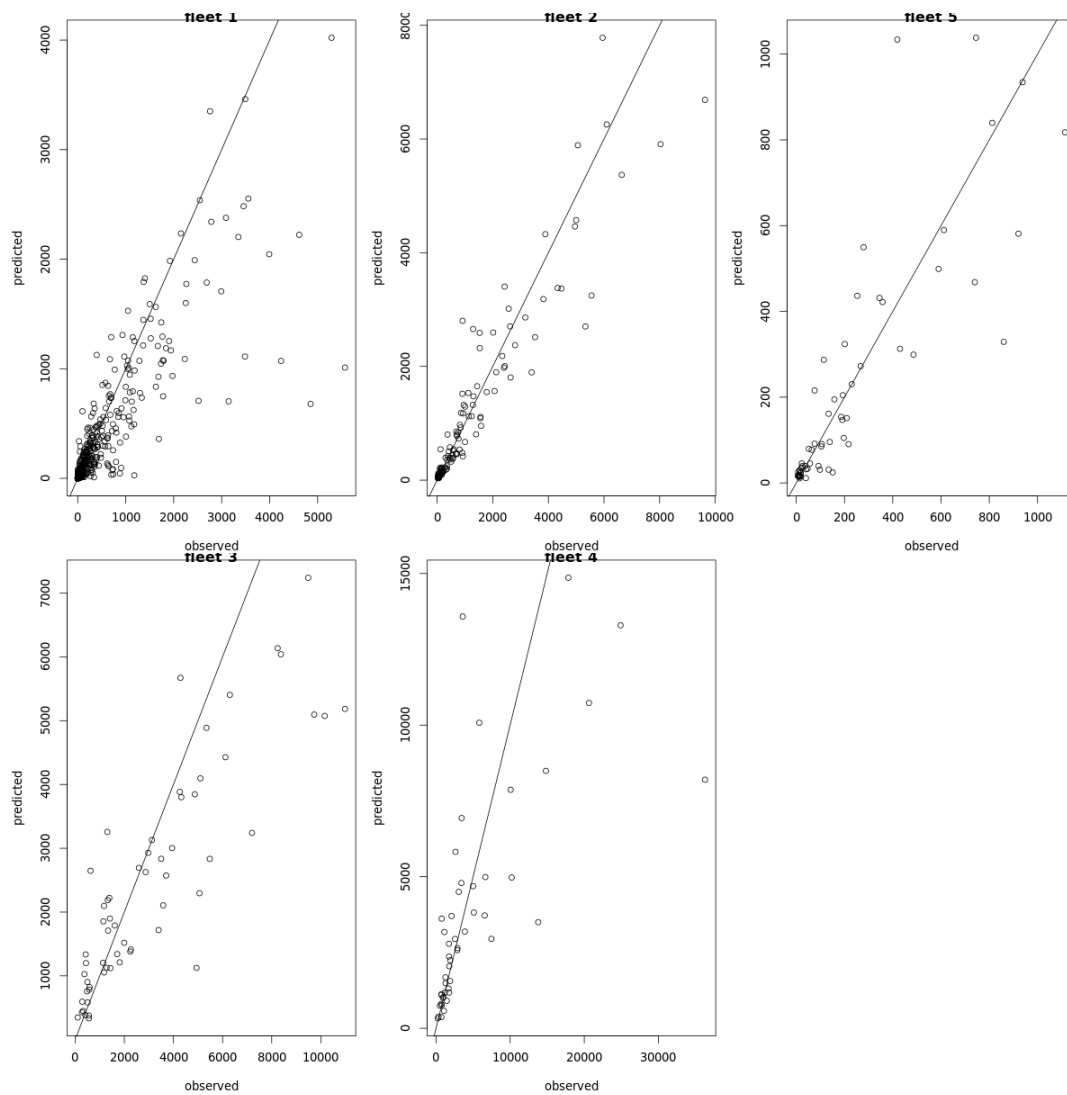 fleet 1
4000
3000
2000
1000
0
predicted
0 1000 2000 3000 4000 5000
observed
fleet 2
8000
6000
4000
2000
0
predicted
0 2000 4000 6000 8000 10000
observed
fleet 5
1000
800
600
400
200
0
predicted
0 200 400 600 800 1000
observed
fleet 3
7000
6000
5000
4000
3000
2000
1000
predicted
0 2000 4000 6000 8000 10000
observed
fleet 4
15000
10000
5000
0
predicted
0 10000 20000 30000
observed